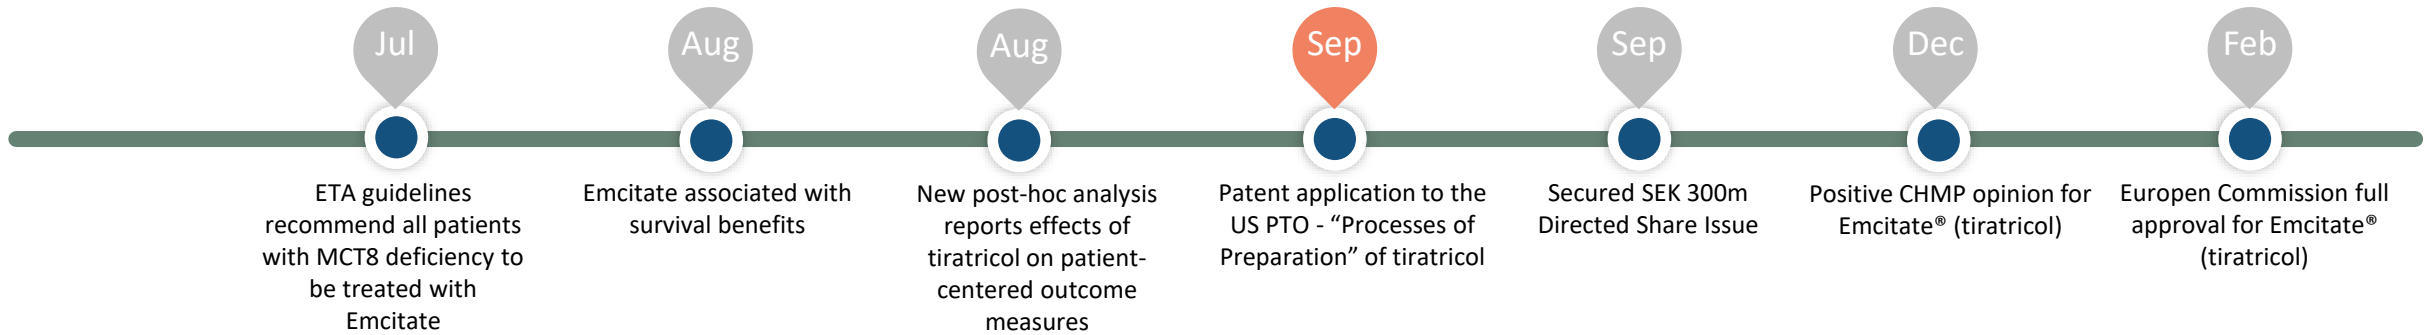 Jul
ETA guidelines
recommend all patients
with MCT8 deficiency to
be treated with
Emcitate
Aug
Emcitate associated with
survival benefits
Aug
New post-hoc analysis
reports effects of
tiratricol on patient-
centered outcome
measures
Sep
Patent application to the
US PTO - “Processes of
Preparation” of tiratricol
Sep
Secured SEK 300m
Directed Share Issue
Dec
Positive CHMP opinion for
Emcitate® (tiratricol)
Feb
Europen Commission full
approval for Emcitate®
(tiratricol)